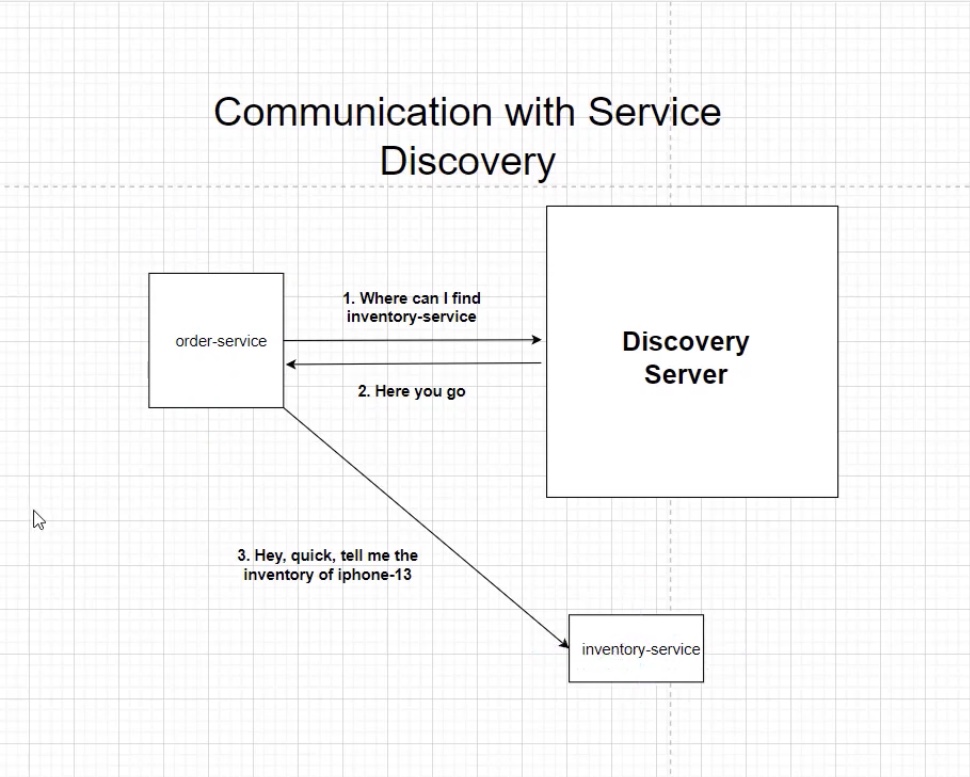 Communication with Service
Discovery
1. Where can I find
inventory-service
order-service
Discovery
Server
2. Here you go
3. Hey, quick, tell me the
inventory of iphone-13
inventory-service